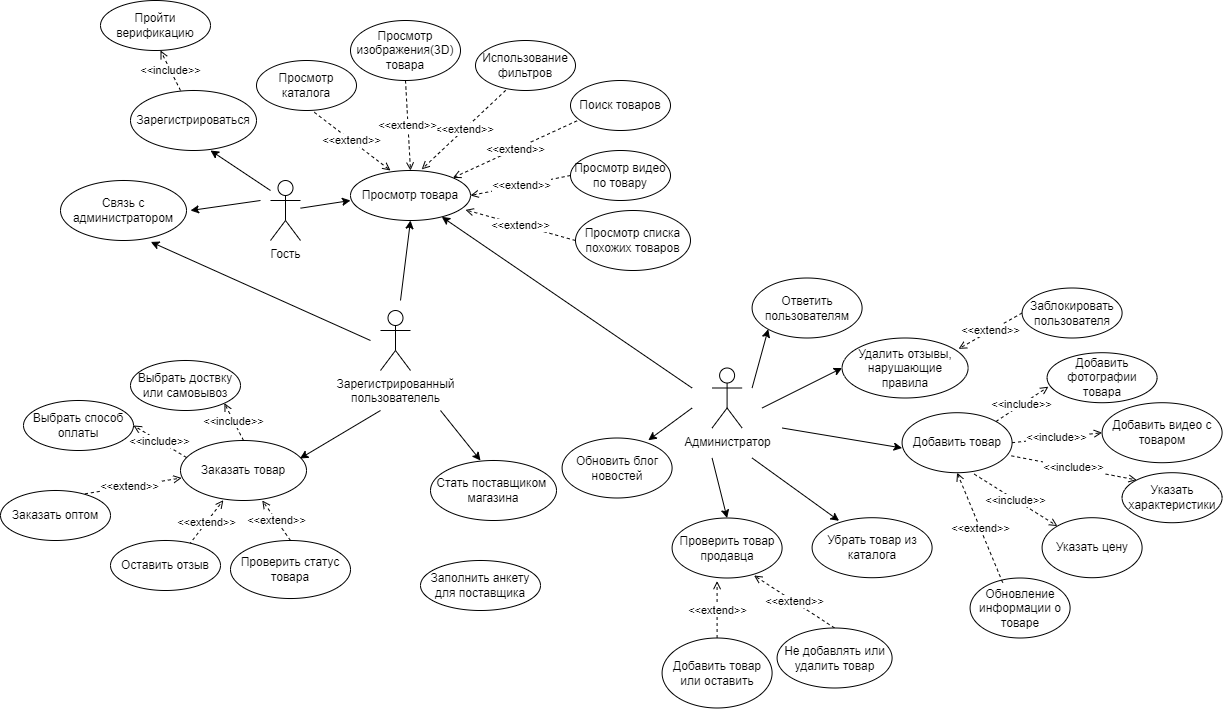 Пройти
верификацию
<<include>>
Зарегистрироваться
Просмотр
каталога
Просмотр
изображения(3D)
товара
Использование
фильтров
Поиск товаров
<<extend>>
<<extend>>
<<extend>>
<<extend>>
Просмотр видео
по товару
<<extend>>
Просмотр товара
Просмотр списка
похожих товаров
<<extend>>
Связь с
администратором
Гость
Зарегистрированный
пользователель
Ответить
пользователям
Заблокировать
пользователя
<<extend>>
Удалить отзывы,
нарушающие
правила
Администратор
Добавить
фотографии
товара
<<include>>
Добавить товар
Добавить видео с
товаром
<<include>>
<<include>>
Указать
характеристики
<<include>>
Указать цену
<<extend>>
Обновление
информации о
товаре
Выбрать доствку
или самовывоз
<<include>>
Выбрать способ
оплаты
<<include>>
Заказать товар
<<extend>>
Заказать оптом
<<extend>>
<<extend>>
Оставить отзыв
Проверить статус
товара
Стать поставщиком
магазина
Заполнить анкету
для поставщика
Обновить блог
новостей
Проверить товар
продавца
Убрать товар из
каталога
<<extend>>
<<extend>>
Добавить товар
или оставить
Не добавлять или
удалить товар